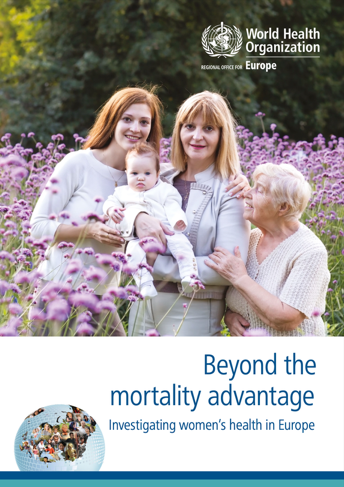 World Health
Organization
REGIONAL OFFICE FOR Europe
Beyond the
mortality advantage
Investigating women's health in Europe